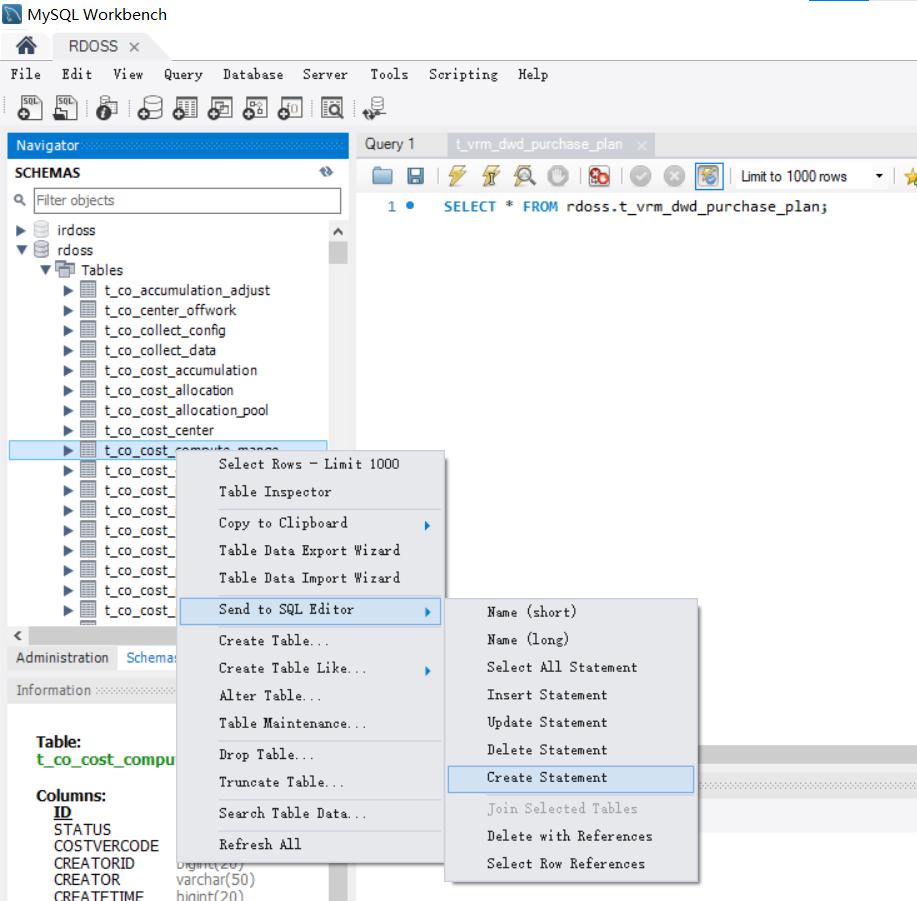 MySQL Workbench
RDOSS
File Edit View Query Database Server Tools Scripting Help
Navigator
SCHEMAS
Filter objects
irdoss
rdoss
Tables
t_co_accumulation_adjust
t_co_center_offwork
t_co_collect_config
t_co_collect_data
t_co_cost_accumulation
t_co_cost_allocation
t_co_cost_allocation_pool
t_co_cost_center
t_co_cost_compute_mange
t_co_cost_
t_co_cost_
t_co_cost_
t_co_cost_
t_co_cost_
t_co_cost_
t_co_cost_
t_co_cost_
Administration Schemas
Information
Table:
t_co_cost_compu
Columns:
ID
STATUS
COSTVERCODE
CREATORID bigint(20)
CREATOR varchar(50)
CREATETIME bigint(20)
Query 1 t_vrm_dwd_purchase_plan
Limit to 1000 rows
1 SELECT * FROM rdoss.t_vrm_dwd_purchase_plan;
Select Rows - Limit 1000
Table Inspector
Copy to Clipboard
Table Data Export Wizard
Table Data Import Wizard
Send to SQL Editor
Create Table...
Create Table Like...
Alter Table...
Table Maintenance...
Drop Table...
Truncate Table...
Search Table Data...
Refresh All
Name (short)
Name (long)
Select All Statement
Insert Statement
Update Statement
Delete Statement
Create Statement
Join Selected Tables
Delete with References
Select Row References